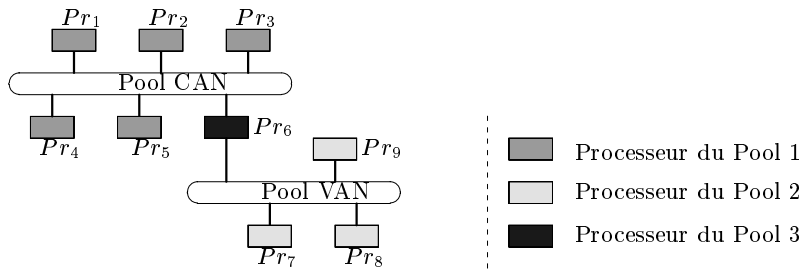 Pr1 Pr2 Pr3
Pool CAN
Pr4 Pr5 Pr6
Pr9
Pool VAN
Pr7 Pr8
Processeur du Pool 1
Processeur du Pool 2
Processeur du Pool 3